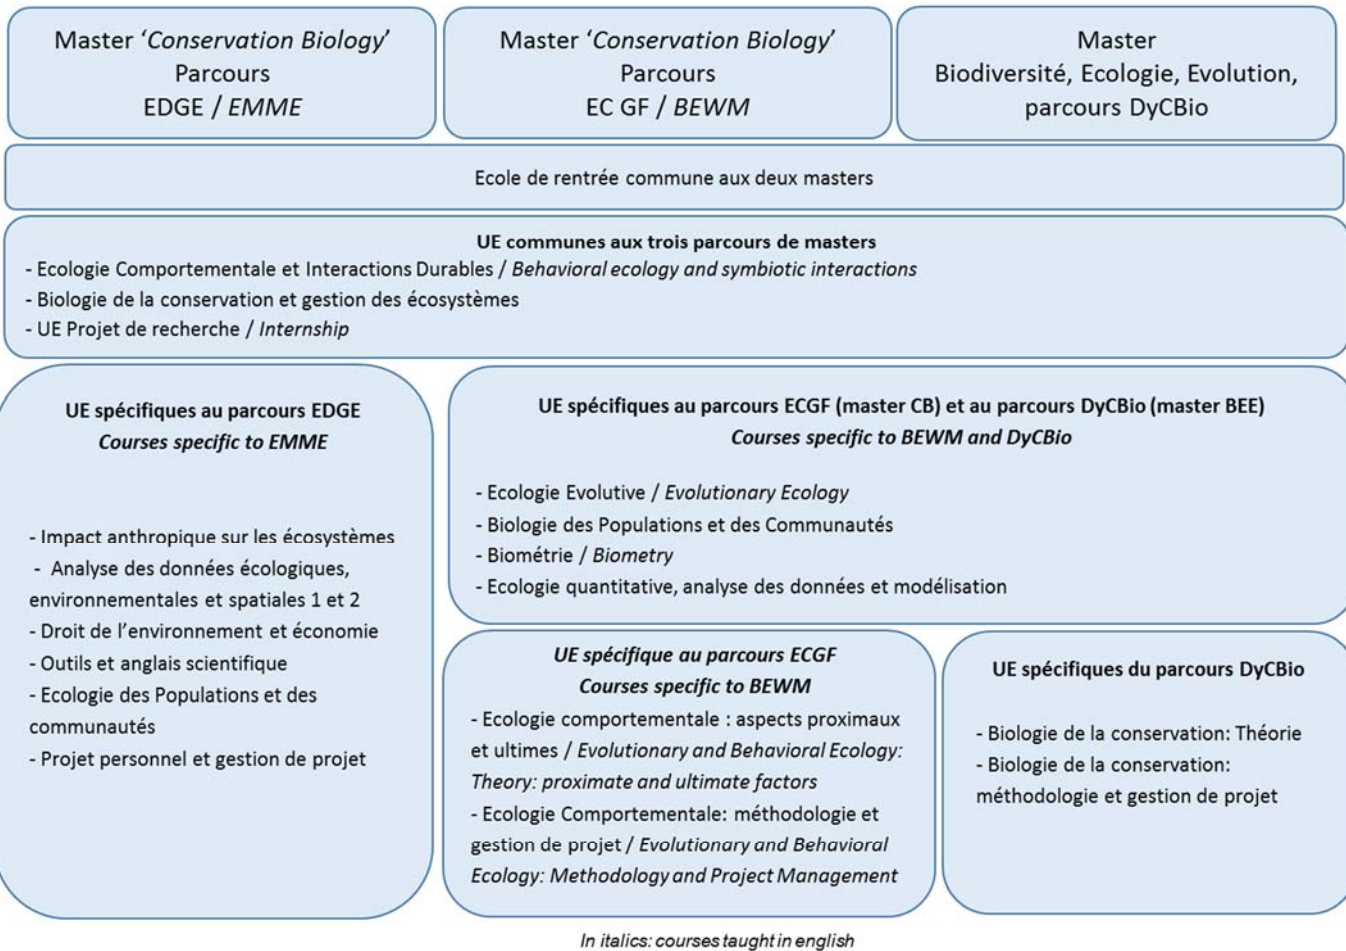 Master ‘Conservation Biology’
Parcours
EDGE / EMME
Master ‘Conservation Biology’
Parcours
EC GF / BEWM
Master
Biodiversité, Ecologie, Evolution,
parcours DyCBio
Ecole de rentrée commune aux deux masters
UE communes aux trois parcours de masters
- Ecologie Comportementale et Interactions Durables / Behavioral ecology and symbiotic interactions
- Biologie de la conservation et gestion des écosystèmes
- UE Projet de recherche / Internship
UE spécifiques au parcours EDGE
Courses specific to EMME
- Impact anthropique sur les écosystèmes
- Analyse des données écologiques,
environnementales et spatiales 1 et 2
- Droit de l’environnement et économie
- Outils et anglais scientifique
- Ecologie des Populations et des
communautés
- Projet personnel et gestion de projet
UE spécifiques au parcours ECGF (master CB) et au parcours DyCBio (master BEE)
Courses specific to BEWM and DyCBio
- Ecologie Evolutive / Evolutionary Ecology
- Biologie des Populations et des Communautés
- Biométrie / Biometry
- Ecologie quantitative, analyse des données et modélisation
UE spécifique au parcours ECGF
Courses specific to BEWM
- Ecologie comportementale : aspects proximaux
et ultimes / Evolutionary and Behavioral Ecology:
Theory: proximate and ultimate factors
- Ecologie Comportementale: méthodologie et
gestion de projet / Evolutionary and Behavioral
Ecology: Methodology and Project Management
UE spécifiques du parcours DyCBio
- Biologie de la conservation: Théorie
- Biologie de la conservation:
méthodologie et gestion de projet
In italics: courses taught in english